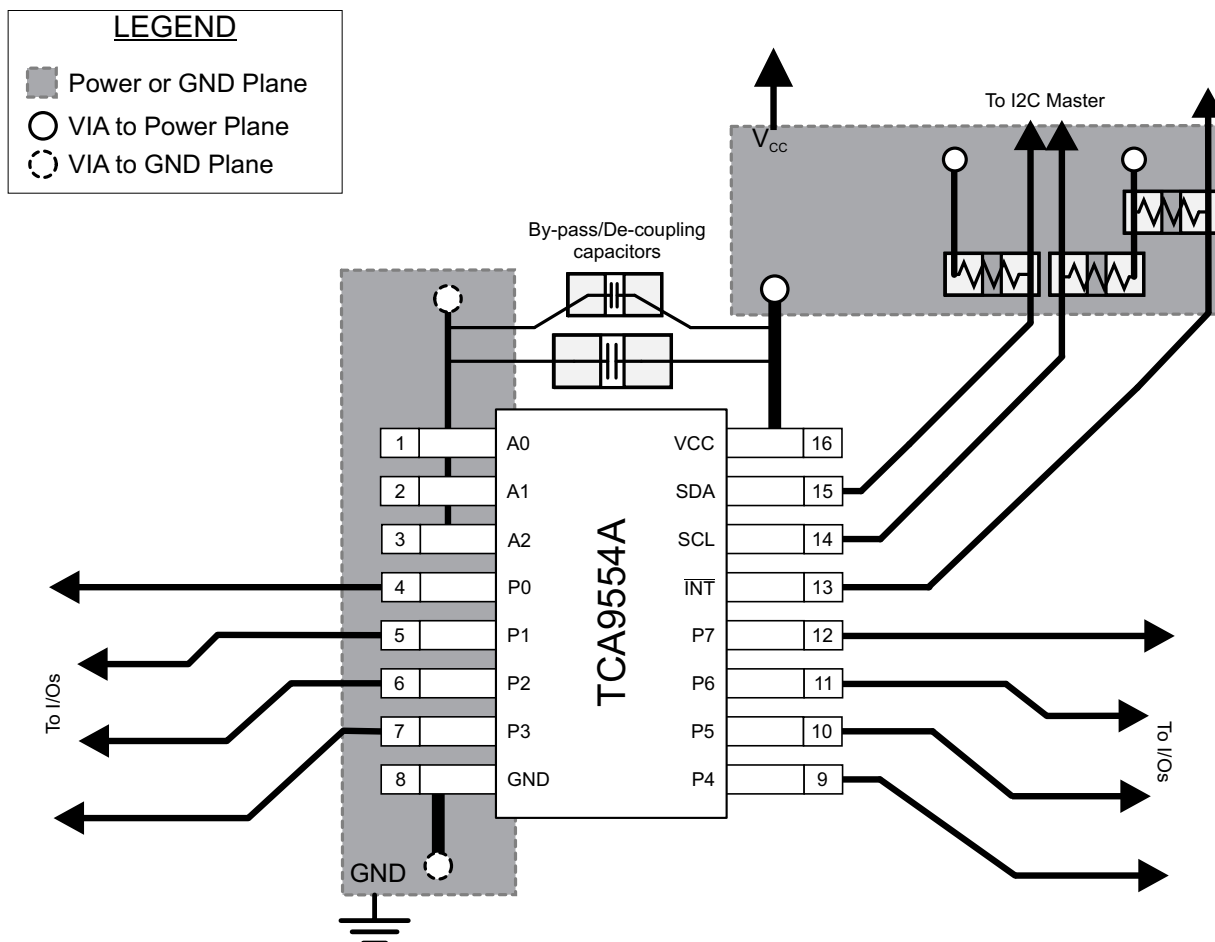 LEGEND
Power or GND Plane
VIA to Power Plane
VIA to GND Plane
To I2C Master
VCC
By-pass/De-coupling
capacitors
1 A0
2 A1
3 A2
4 P0
5 P1
6 P2
7 P3
8 GND
TCA9554A
VCC 16
SDA 15
SCL 14
INT 13
P7 12
P6 11
P5 10
P4 9
To I/Os
To I/Os
GND